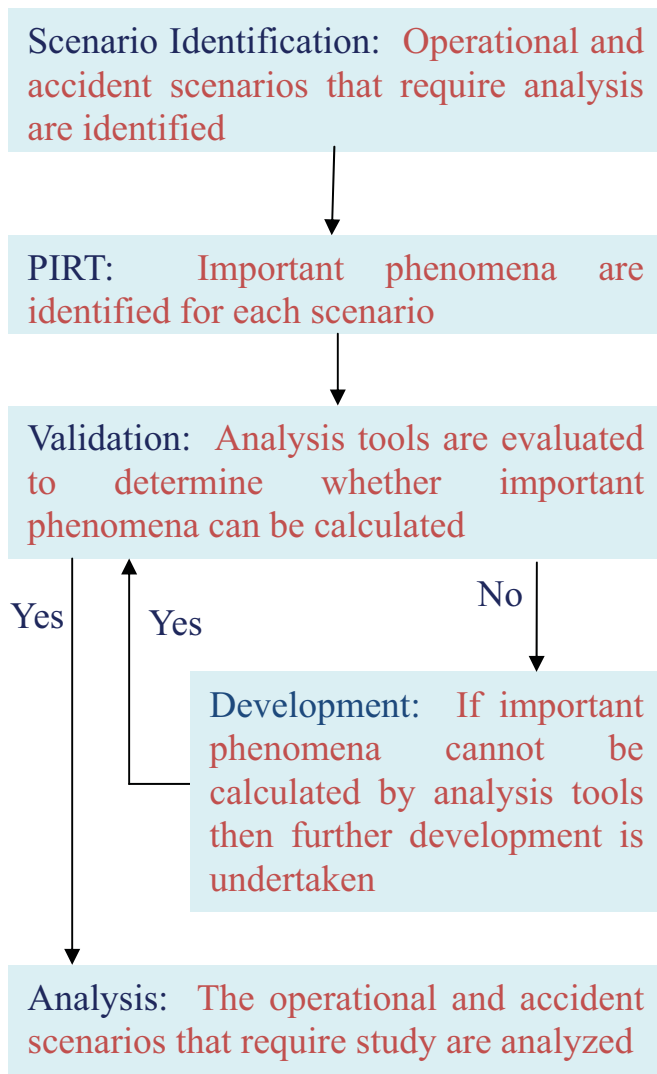 Scenario Identification: Operational and
accident scenarios that require analysis
are identified
PIRT: Important phenomena are
identified for each scenario
Validation: Analysis tools are evaluated
to determine whether important
phenomena can be calculated
Yes
Yes
No
Development: If important
phenomena cannot be
calculated by analysis tools
then further development is
undertaken
Analysis: The operational and accident
scenarios that require study are analyzed